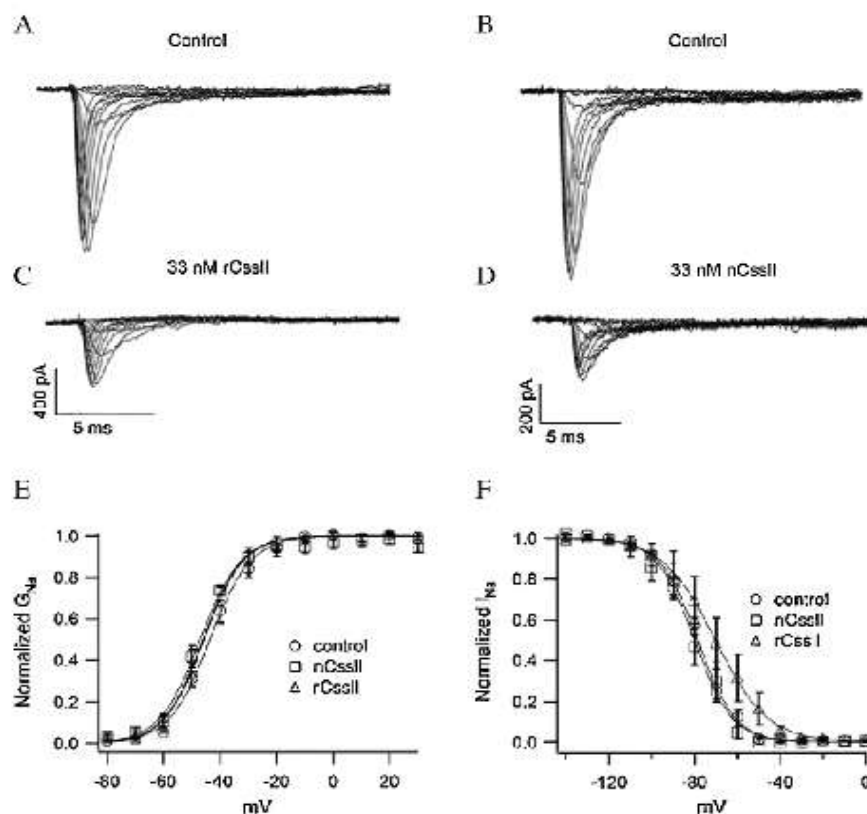 A
B
Control
Control
C
33 nM rCssII
D
33 nM nCssII
400 pA
5 ms
200 pA
5 ms
E
F
Normalized G_Na
1.0
0.8
0.6
0.4
0.2
0.0
control
nCssII
rCssII
-80
-60
-40
-20
0
20
mV
Normalized I_Na
1.0
0.8
0.6
0.4
0.2
0.0
control
nCssII
rCss I
-120
-80
-40
0
mV